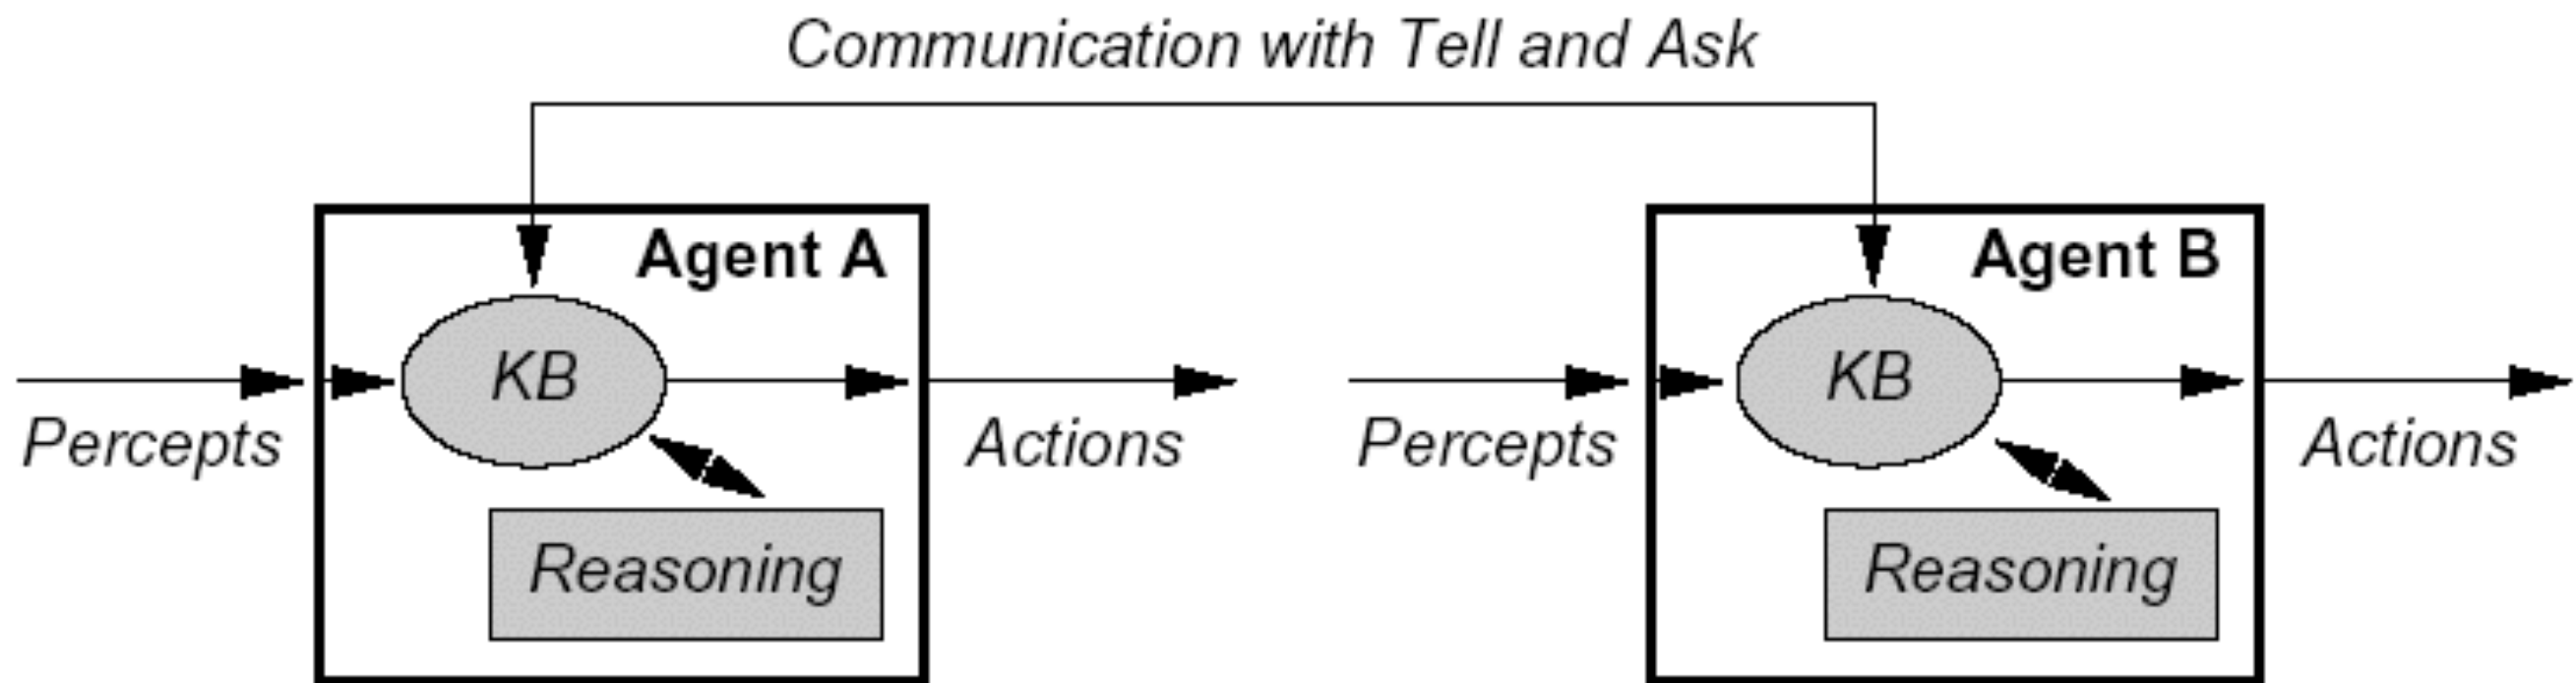 Communication with Tell and Ask
Agent A
KB
Percepts
Actions
Reasoning
Agent B
KB
Percepts
Actions
Reasoning